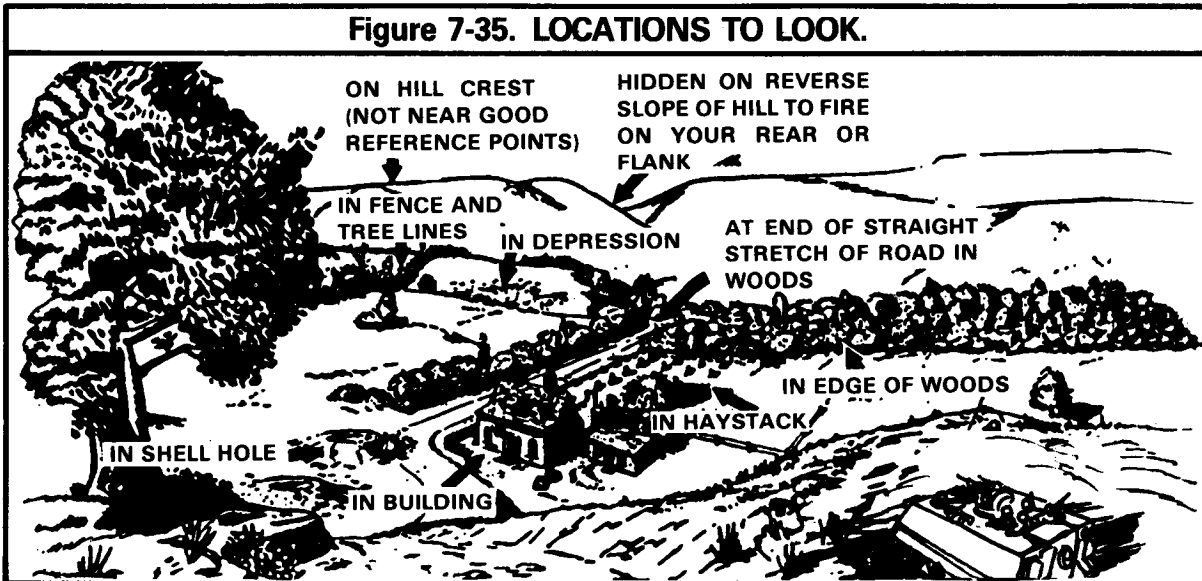 Figure 7-35. LOCATIONS TO LOOK.
ON HILL CREST
(NOT NEAR GOOD
REFERENCE POINTS)
HIDDEN ON REVERSE
SLOPE OF HILL TO FIRE
ON YOUR REAR OR
FLANK
IN FENCE AND
TREE LINES
IN DEPRESSION
AT END OF STRAIGHT
STRETCH OF ROAD IN
WOODS
IN EDGE OF WOODS
IN HAYSTACK
IN SHELL HOLE
IN BUILDING